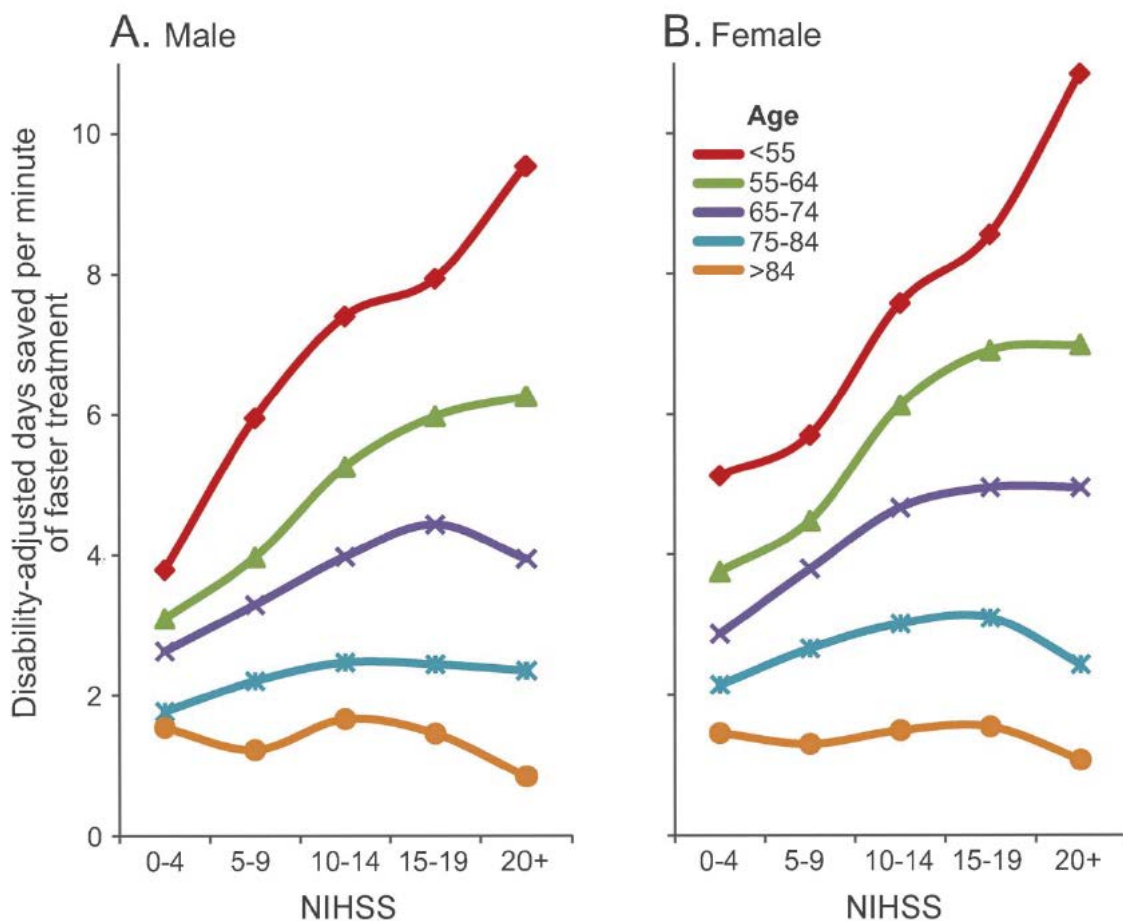 A. Male
B. Female
Disability-adjusted days saved per minute
of faster treatment
10
8
6
4
2
0
0-4 5-9 10-14 15-19 20+
NIHSS
Age
<55
55-64
65-74
75-84
>84
0-4 5-9 10-14 15-19 20+
NIHSS